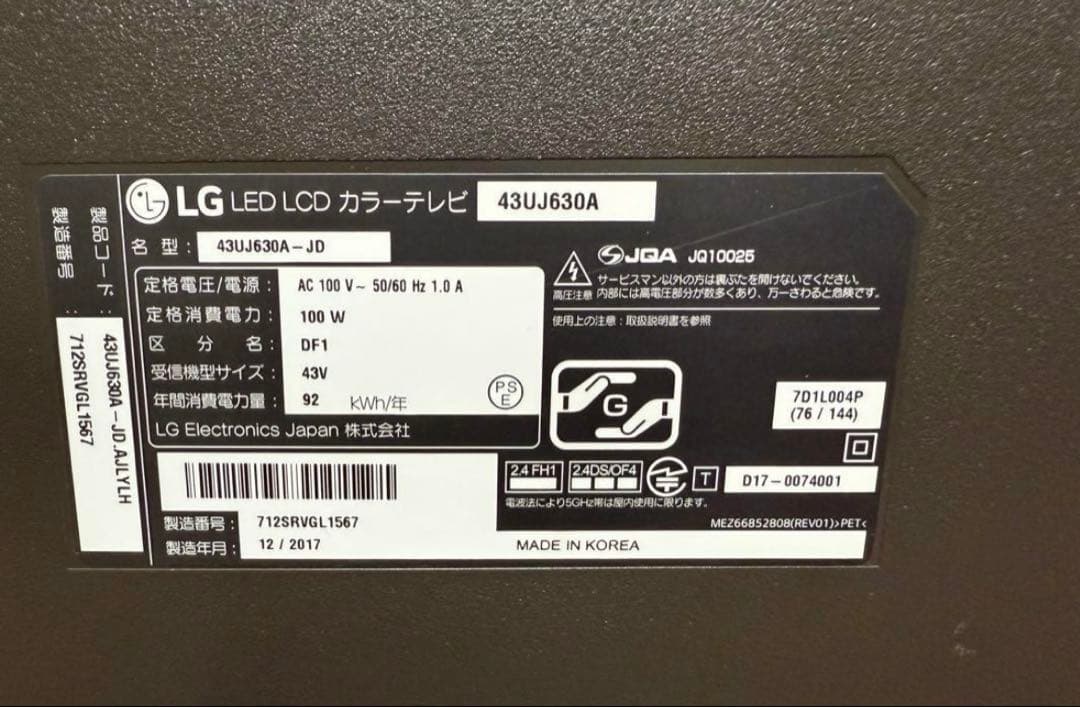 LG LED LCD カラーテレビ 43UJ630A
名 型 : 43UJ630A-JD
定格電圧/電源 : AC 100 V~ 50/60 Hz 1.0 A
定格消費電力 : 100 W
区 分 名 : DF1
受信機型サイズ : 43V
年間消費電力量 : 92 kWh/年
PS
E
LG Electronics Japan 株式会社
JQA JQ10025
サービスマン以外の方は裏ぶたを開けないでください。
高圧注意 内部には高電圧部分が数多くあり、万一さわると危険です。
使用上の注意 : 取扱説明書を参照
G
7D1L004P
(76 / 144)
2.4 FH1 2.4DS/OF4 T D17-0074001
電波法により5GHz帯は屋内使用に限ります。
MEZ66852808(REV01)>PET<
製造番号 : 712SRVGL1567
製造年月 : 12 / 2017 MADE IN KOREA
製品コード : 43UJ630A-JD.AJLYLH
製造番号 : 712SRVGL1567